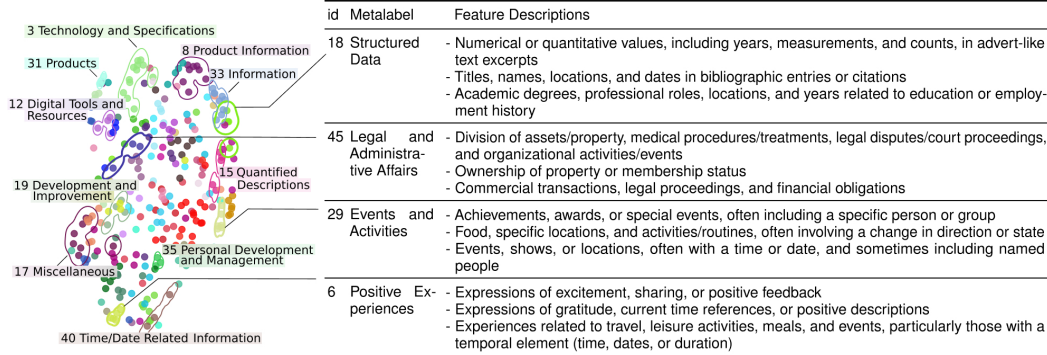 3 Technology and Specifications
8 Product Information
31 Products
33 Information
12 Digital Tools and
Resources
15 Quantified
Descriptions
19 Development and
Improvement
35 Personal Development
and Management
17 Miscellaneous
40 Time/Date Related Information
id Metalabel Feature Descriptions
18 Structured Data - Numerical or quantitative values, including years, measurements, and counts, in advert-like
text excerpts
- Titles, names, locations, and dates in bibliographic entries or citations
- Academic degrees, professional roles, locations, and years related to education or employ-
ment history
45 Legal and
Administra-
tive Affairs
- Division of assets/property, medical procedures/treatments, legal disputes/court proceedings,
and organizational activities/events
- Ownership of property or membership status
- Commercial transactions, legal proceedings, and financial obligations
29 Events and
Activities
- Achievements, awards, or special events, often including a specific person or group
- Food, specific locations, and activities/routines, often involving a change in direction or state
- Events, shows, or locations, often with a time or date, and sometimes including named
people
6 Positive Ex-
periences
- Expressions of excitement, sharing, or positive feedback
- Expressions of gratitude, current time references, or positive descriptions
- Experiences related to travel, leisure activities, meals, and events, particularly those with a
temporal element (time, dates, or duration)